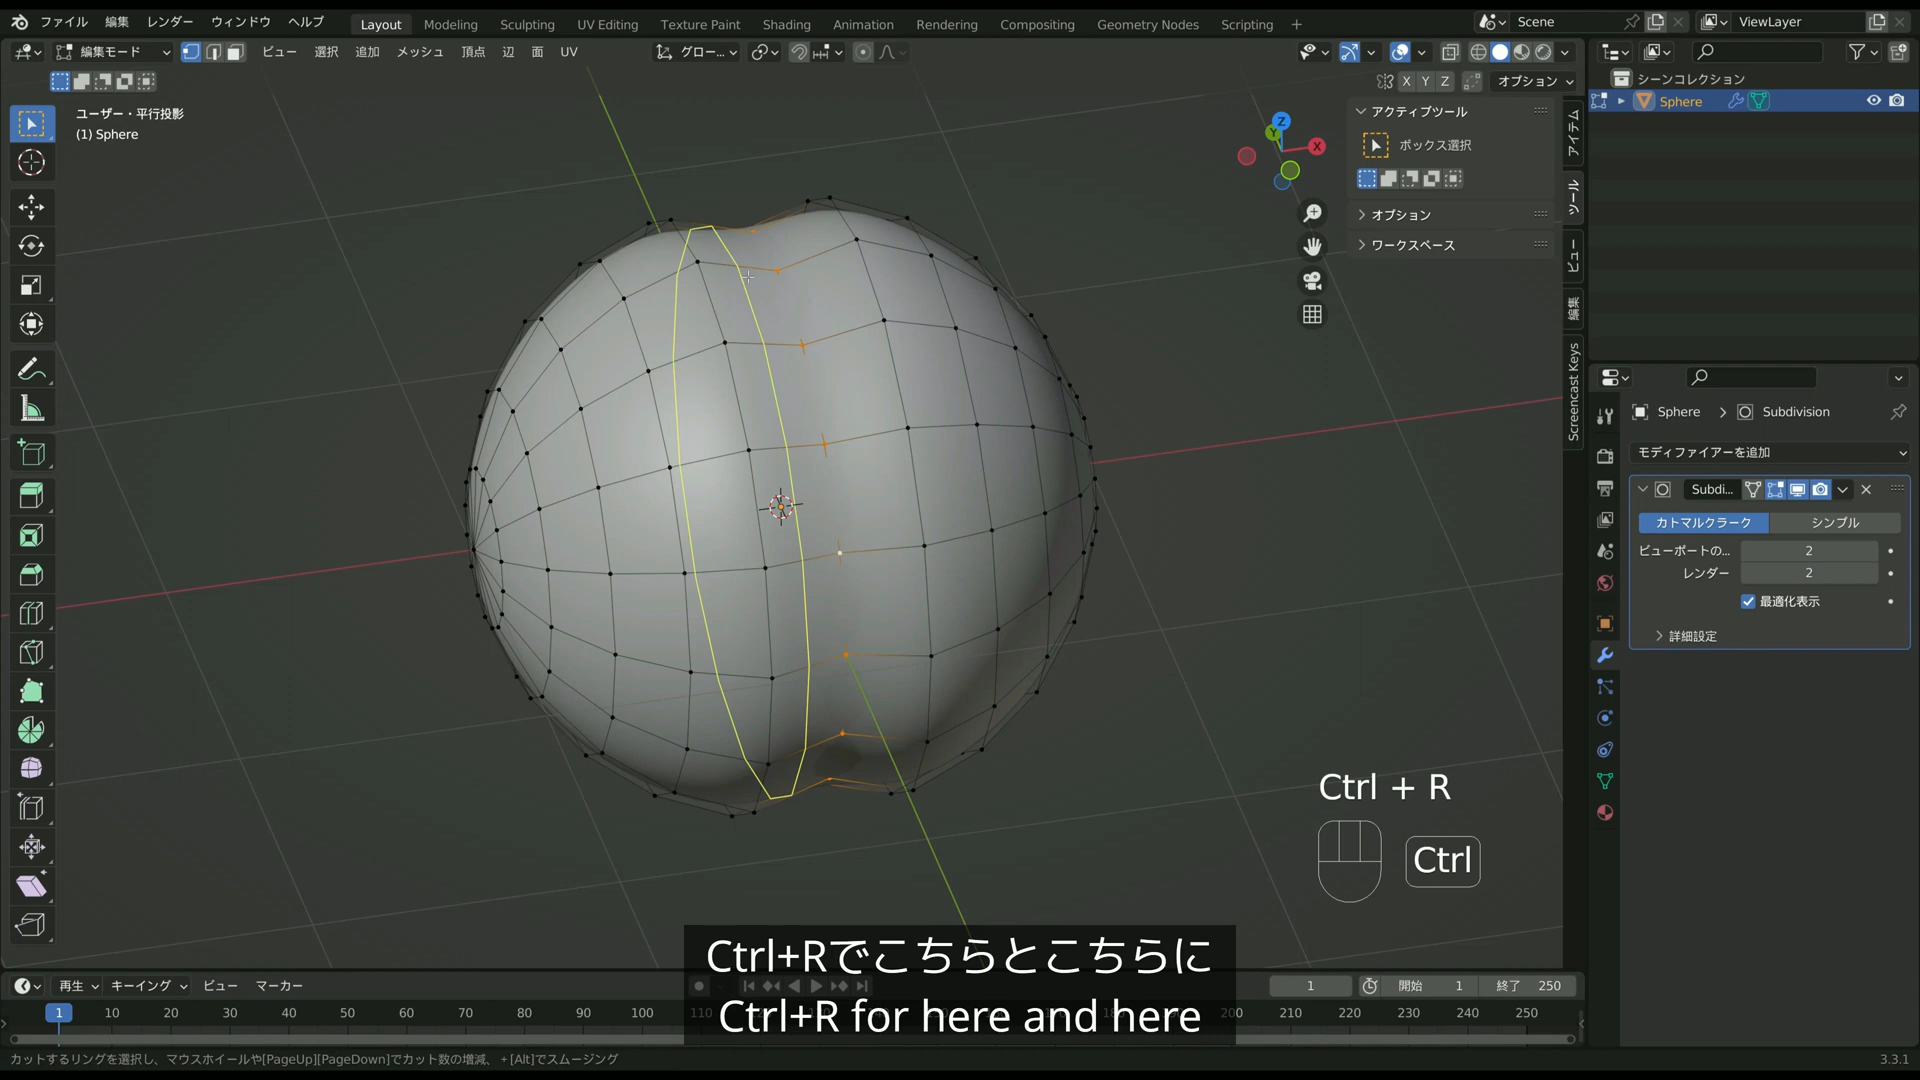 ファイル 編集 レンダー ウィンドウ ヘルプ Layout Modeling Sculpting UV Editing Texture Paint Shading Animation Rendering Compositing Geometry Nodes Scripting + Scene ViewLayer
編集モード ビュー 選択 追加 メッシュ 頂点 辺 面 UV グロー...
X Y Z オプション
シーンコレクション
Sphere
ユーザー・平行投影
(1) Sphere
Z
Y
X
アクティブツール
ボックス選択
オプション
ワークスペース
アイテム
ツール
ビュー
編集
Screencast Keys
Sphere Subdivision
モディファイアーを追加
Subdi...
カトマルクラーク シンプル
ビューポートの... 2
レンダー 2
最適化表示
詳細設定
Ctrl + R
Ctrl
Ctrl+Rでこちらとこちらに
Ctrl+R for here and here
再生 キーイング ビュー マーカー 1 開始 1 終了 250
1 10 20 30 40 50 60 70 80 90 100 110 200 210 220 230 240 250
カットするリングを選択し、マウスホイールや[PageUp][PageDown]でカット数の増減、+[Alt]でスムージング 3.3.1